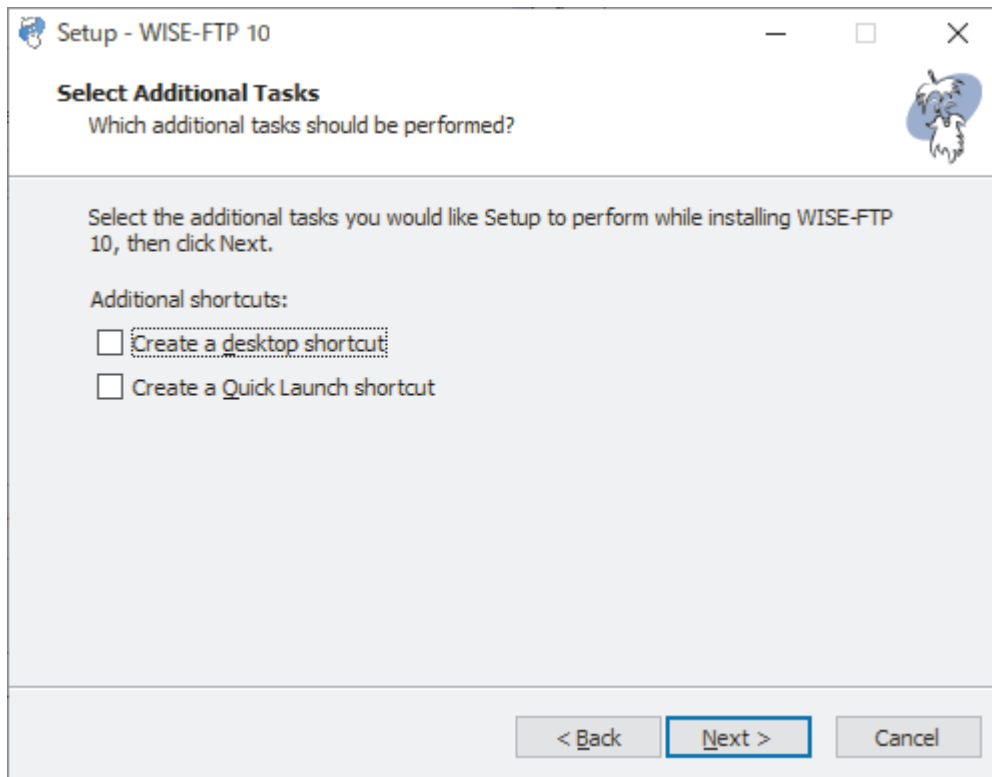 Setup - WISE-FTP 10
Select Additional Tasks
Which additional tasks should be performed?
Select the additional tasks you would like Setup to perform while installing WISE-FTP
10, then click Next.
Additional shortcuts:
Create a desktop shortcut
Create a Quick Launch shortcut
< Back
Next >
Cancel